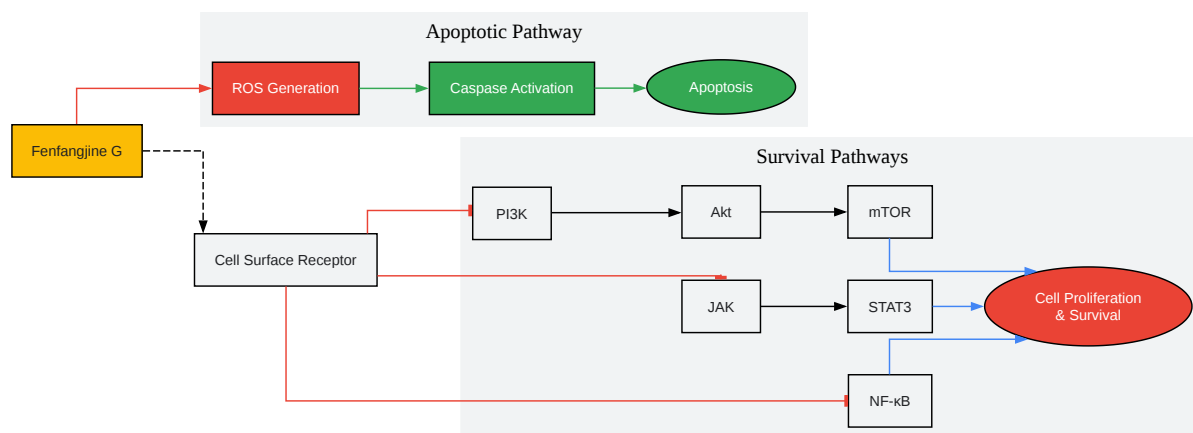 Apoptotic Pathway
ROS Generation
Caspase Activation
Apoptosis
Fenfangjine G
Survival Pathways
PI3K
Akt
mTOR
Cell Surface Receptor
JAK
STAT3
Cell Proliferation
& Survival
NF-κB